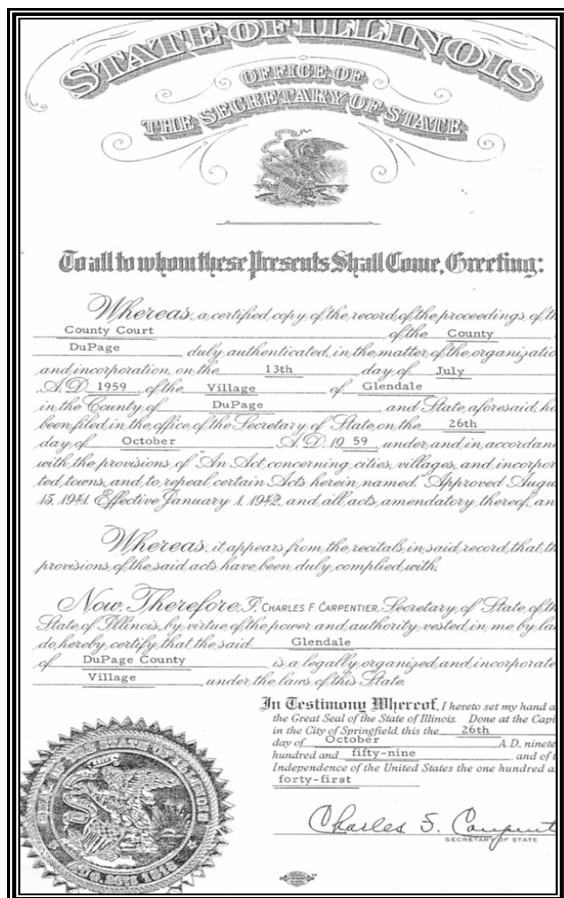 STATE OF ILLINOIS
OFFICE OF
THE SECRETARY OF STATE
To all to whom these Presents Shall Come, Greeting:
Whereas, a certified copy of the record of the proceedings of th
County Court of the County
DuPage duly authenticated in the matter of the organizatio
and incorporation, on the 13th day of July
A.D. 1959, of the Village of Glendale
in the County of DuPage and State aforesaid, ha
been filed in the office of the Secretary of State on the 26th
day of October A.D. 19 59 under and in accordan
with the provisions of "An Act concerning cities, villages, and incorpor
ted towns, and to repeal certain Acts herein named." Approved Augu
15, 1941. Effective January 1, 1942, and all acts amendatory thereof, an
Whereas, it appears from the recitals in said record, that th
provisions of the said acts have been duly complied with,
Now Therefore, I, CHARLES F. CARPENTIER, Secretary of State of th
State of Illinois, by virtue of the power and authority vested in me by la
do hereby certify that the said Glendale
of DuPage County is a legally organized and incorporate
Village under the laws of this State.
In Testimony Whereof, I hereto set my hand a
the Great Seal of the State of Illinois. Done at the Capi
in the City of Springfield this the 26th
day of October A.D. ninete
hundred and fifty-nine and of t
Independence of the United States the one hundred a
forty-first
Charles F. Carpent
SECRETARY OF STATE
STATE OF ILLINOIS
AUG. 26TH 1818